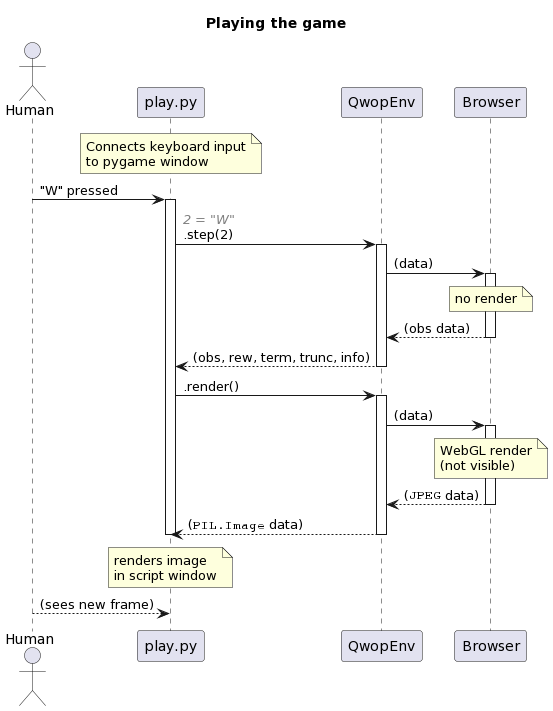 Playing the game
Human
play.py
QwopEnv
Browser
Connects keyboard input
to pygame window
"W" pressed
2 = "W"
.step(2)
(data)
no render
(obs data)
(obs, rew, term, trunc, info)
.render()
(data)
WebGL render
(not visible)
(JPEG data)
(PIL.Image data)
renders image
in script window
(sees new frame)
Human
play.py
QwopEnv
Browser